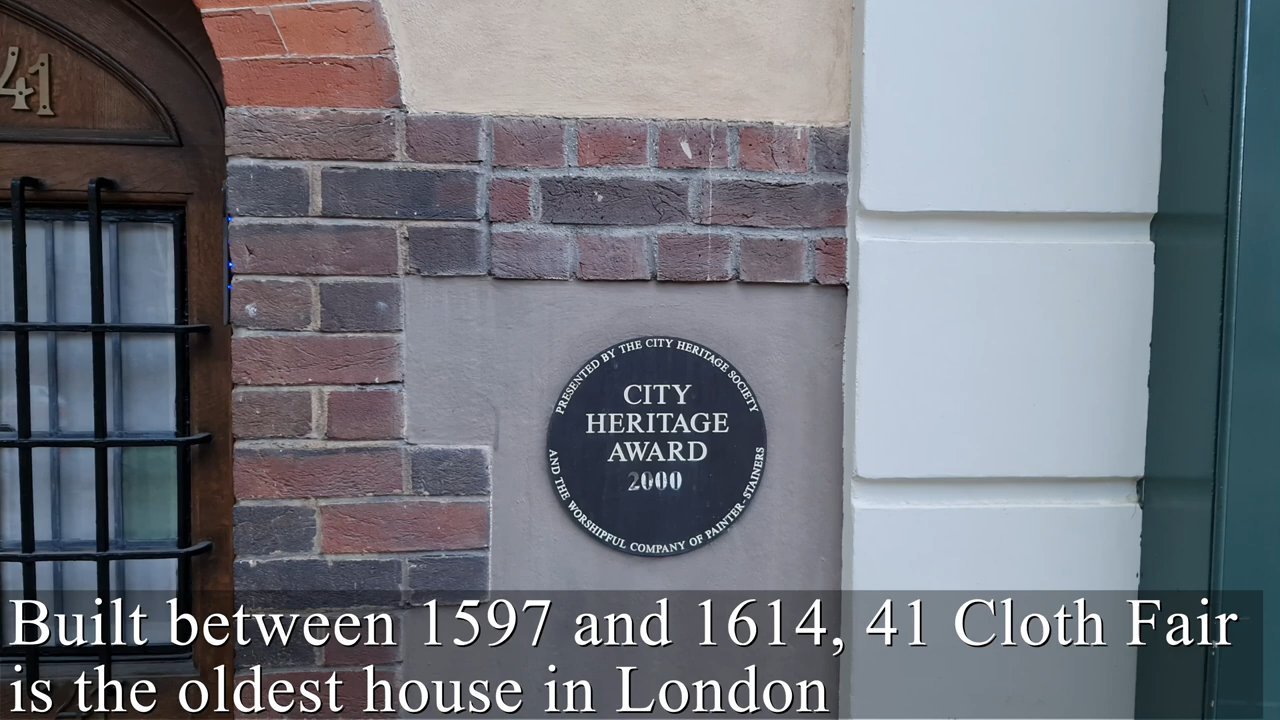 41
PRESENTED BY THE CITY HERITAGE SOCIETY
CITY
HERITAGE
AWARD
2000
AND THE WORSHIPFUL COMPANY OF PAINTER-STAINERS
Built between 1597 and 1614, 41 Cloth Fair
is the oldest house in London